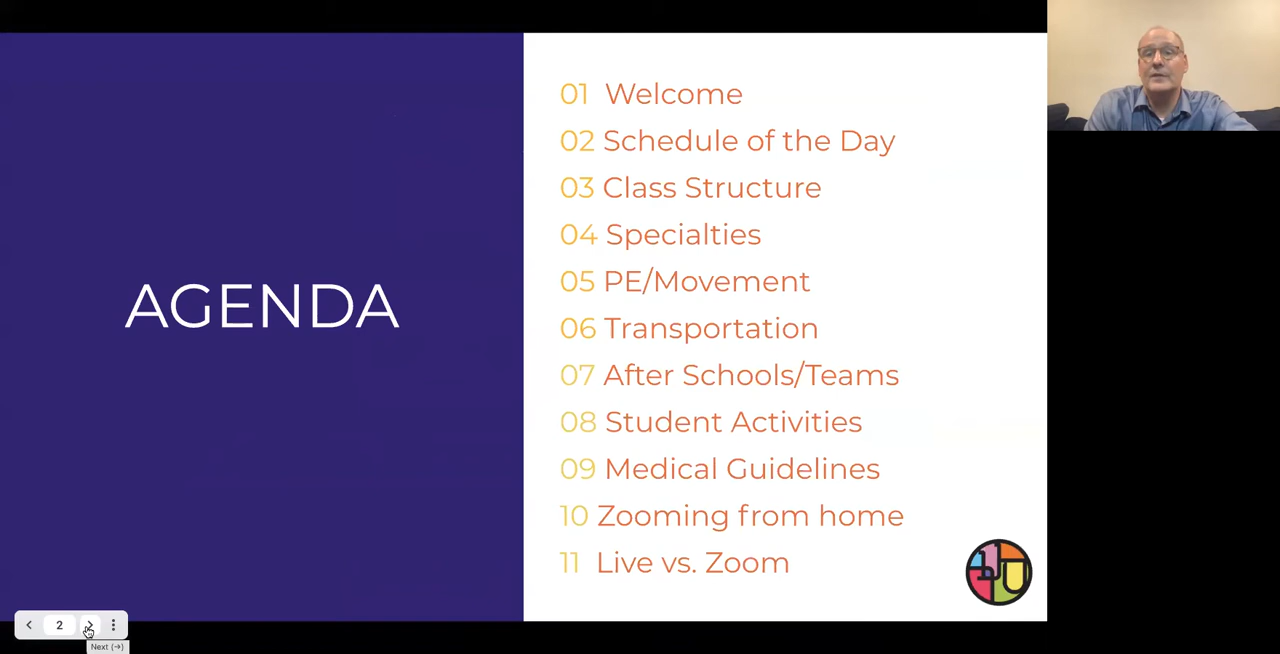 AGENDA
01 Welcome
02 Schedule of the Day
03 Class Structure
04 Specialties
05 PE/Movement
06 Transportation
07 After Schools/Teams
08 Student Activities
09 Medical Guidelines
10 Zooming from home
11 Live vs. Zoom
2
Next (→)